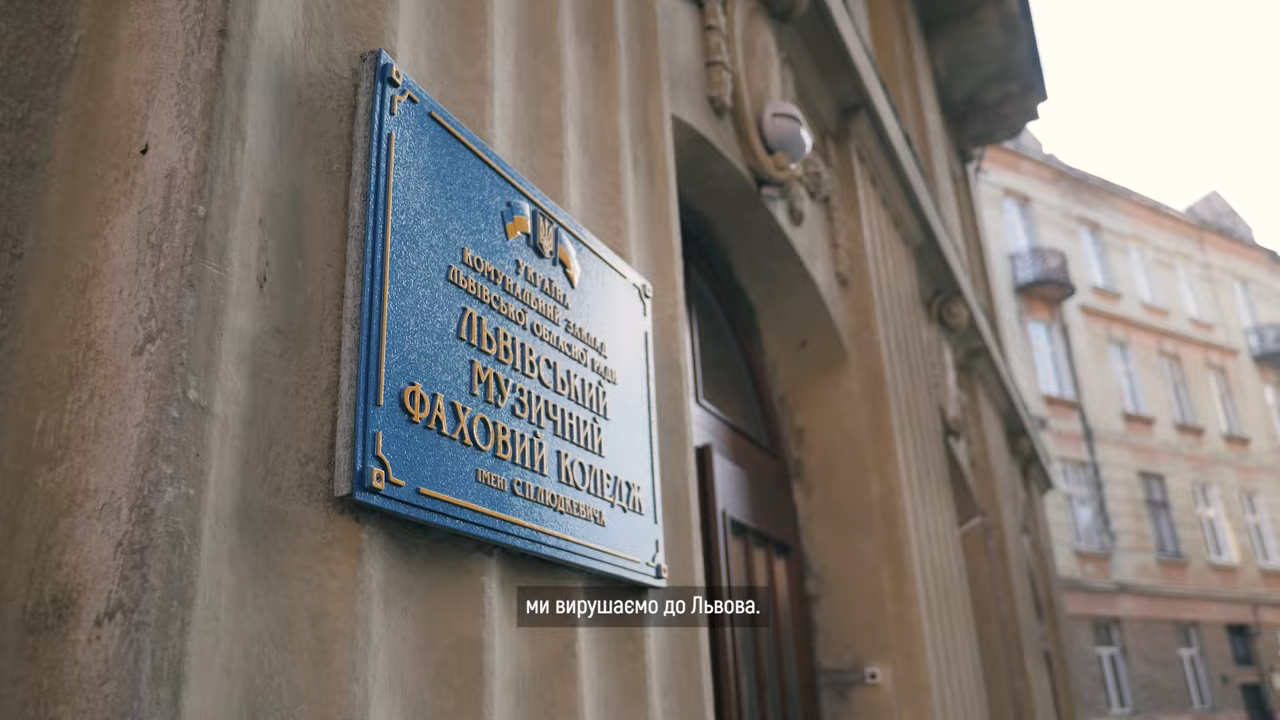 УКРАЇНА
КОМУНАЛЬНИЙ ЗАКЛАД
ЛЬВІВСЬКОЇ ОБЛАСНОЇ РАДИ
ЛЬВІВСЬКИЙ
МУЗИЧНИЙ
ФАХОВИЙ КОЛЕДЖ
ІМЕНІ С.П.ЛЮДКЕВИЧА
ми вирушаємо до Львова.